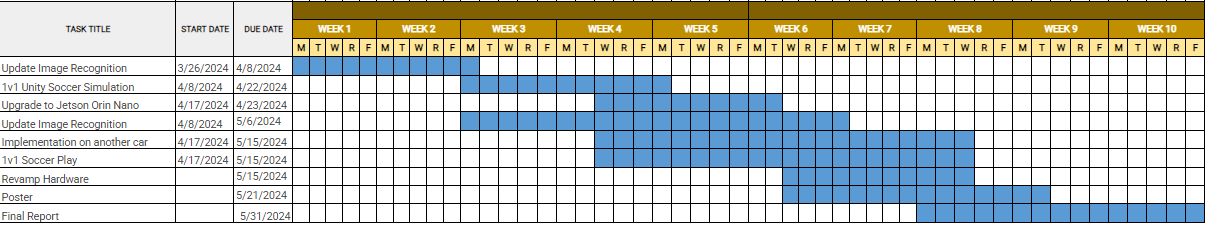 TASK TITLE START DATE DUE DATE WEEK 1 WEEK 2 WEEK 3 WEEK 4 WEEK 5 WEEK 6 WEEK 7 WEEK 8 WEEK 9 WEEK 10
M T W R F M T W R F M T W R F M T W R F M T W R F M T W R F M T W R F M T W R F M T W R F M T W R F
Update Image Recognition 3/26/2024 4/8/2024
1v1 Unity Soccer Simulation 4/8/2024 4/22/2024
Upgrade to Jetson Orin Nano 4/17/2024 4/23/2024
Update Image Recognition 4/8/2024 5/6/2024
Implementation on another car 4/17/2024 5/15/2024
1v1 Soccer Play 4/17/2024 5/15/2024
Revamp Hardware 5/15/2024
Poster 5/21/2024
Final Report 5/31/2024